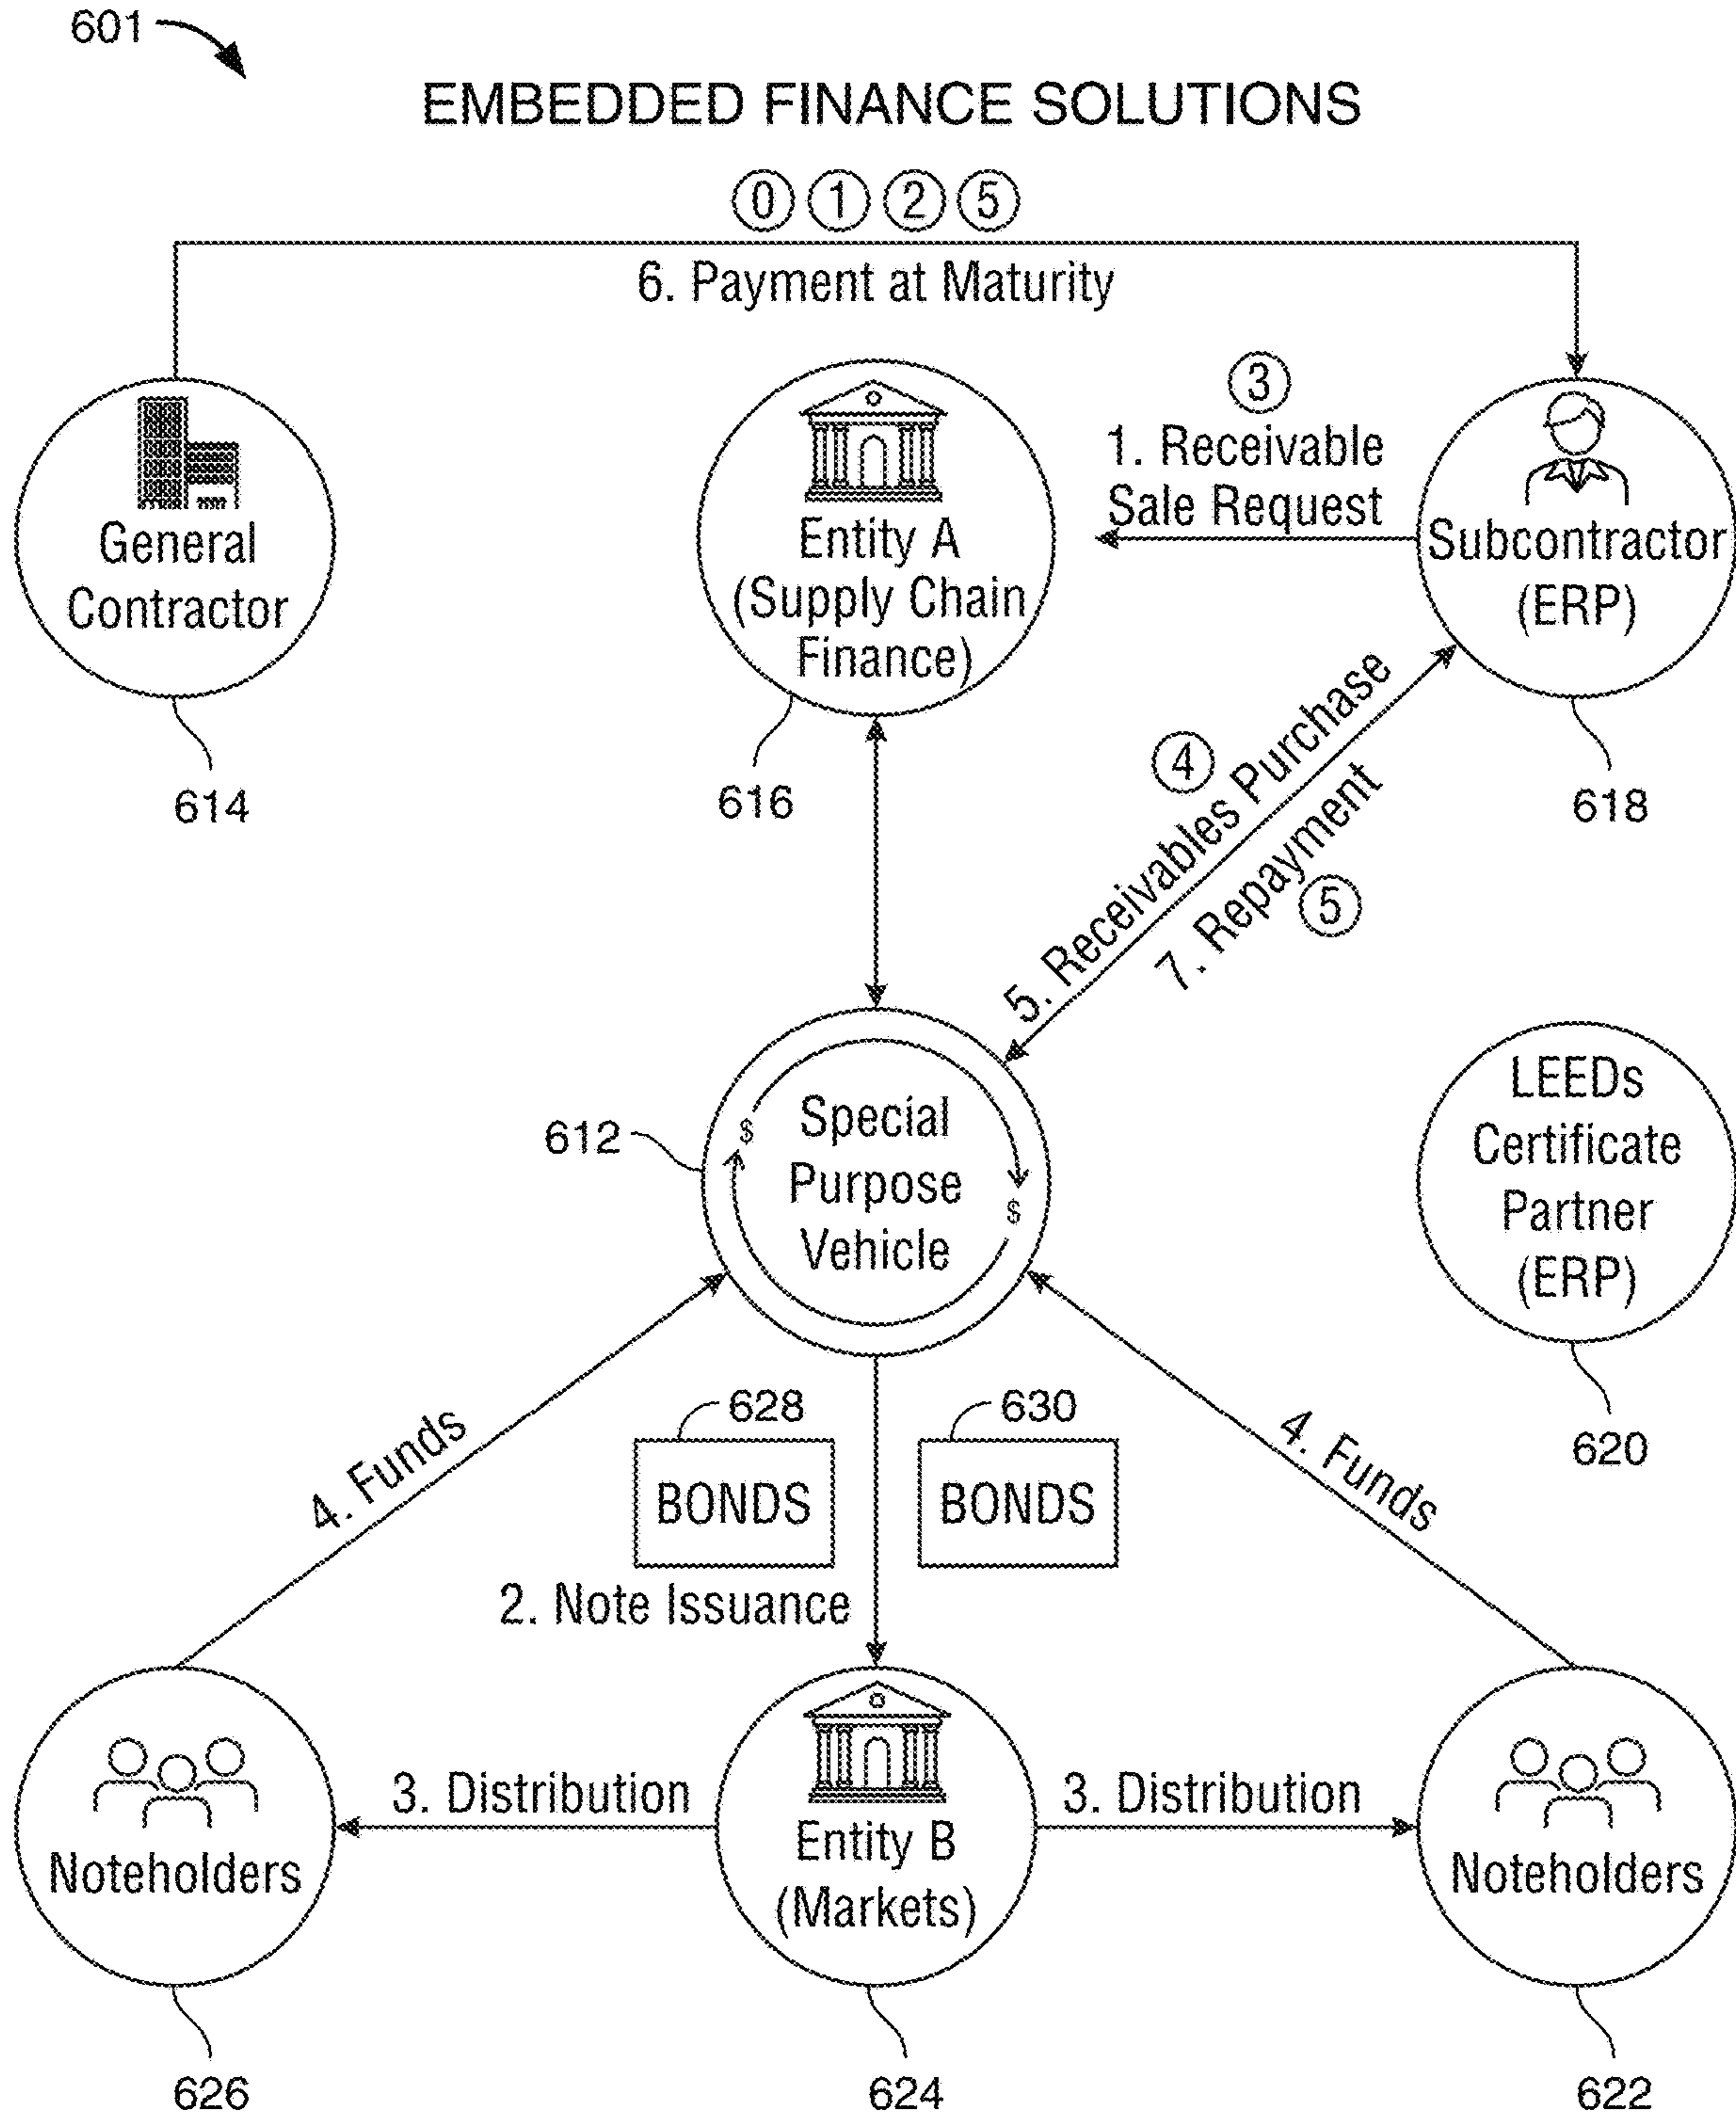 601
EMBEDDED FINANCE SOLUTIONS
0 1 2 5
6. Payment at Maturity
General
Contractor
614
Entity A
(Supply Chain
Finance)
616
3
1. Receivable
Sale Request
Subcontractor
(ERP)
618
4
5. Receivables Purchase
7. Repayment
5
612
$
Special
Purpose
Vehicle
$
LEEDs
Certificate
Partner
(ERP)
620
4. Funds
628
BONDS
630
BONDS
4. Funds
2. Note Issuance
Noteholders
626
3. Distribution
Entity B
(Markets)
624
3. Distribution
Noteholders
622